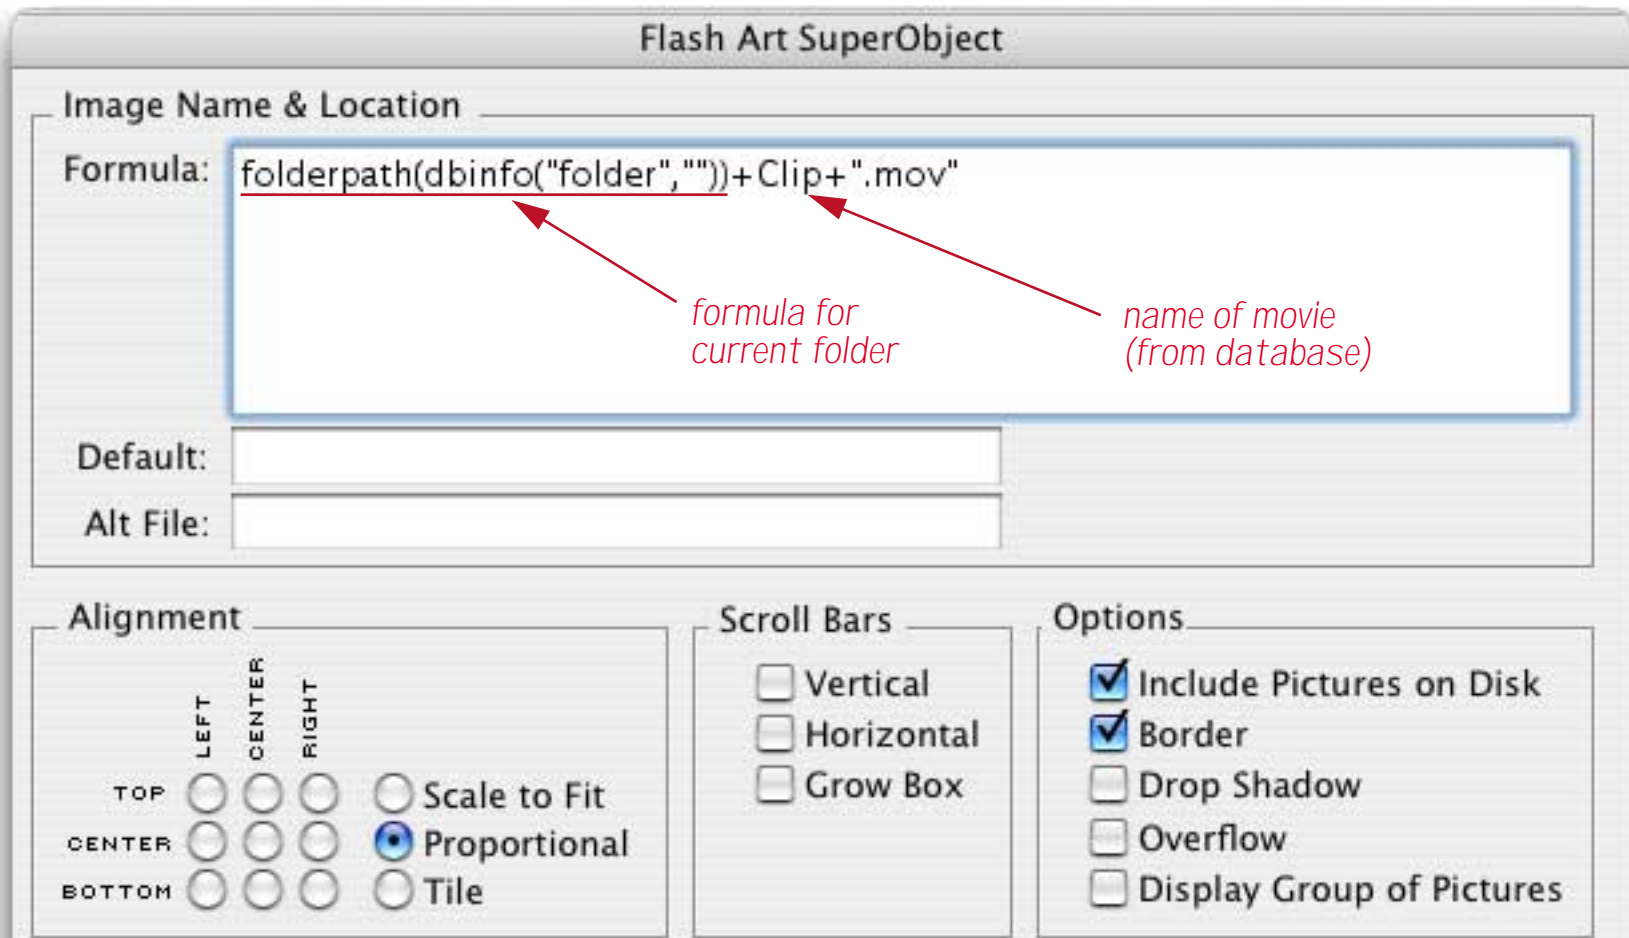 Flash Art SuperObject
Image Name & Location
Formula: folderpath(dbinfo("folder",""))+Clip+".mov"
formula for
current folder
name of movie
(from database)
Default:
Alt File:
Alignment
LEFT CENTER RIGHT
TOP Scale to Fit
CENTER Proportional
BOTTOM Tile
Scroll Bars
Vertical
Horizontal
Grow Box
Options
Include Pictures on Disk
Border
Drop Shadow
Overflow
Display Group of Pictures